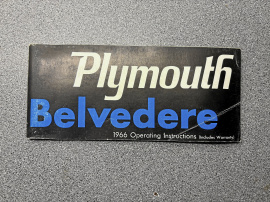 Plymouth
Belvedere
1966 Operating Instructions (Includes Warranty)